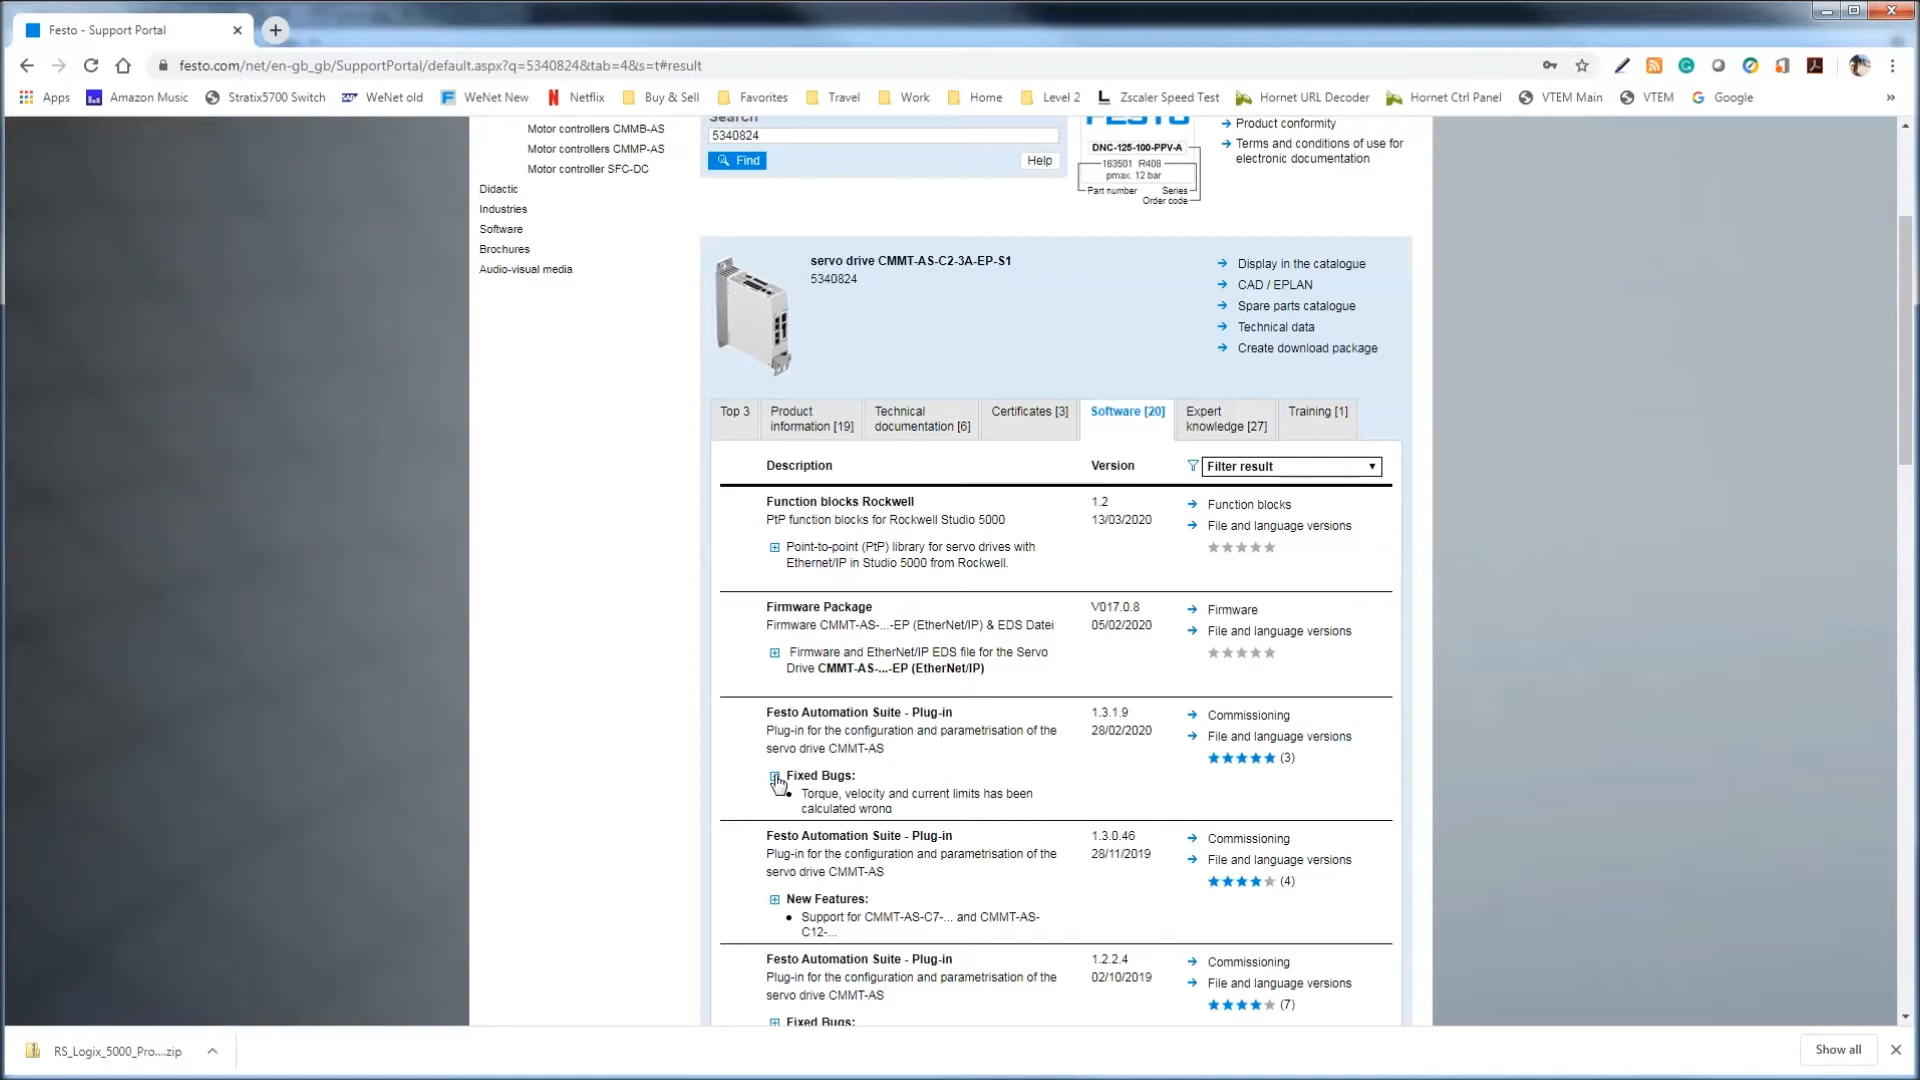 Festo - Support Portal
festo.com/net/en-gb_gb/SupportPortal/default.aspx?q=5340824&tab=4&s=t#result
Apps Amazon Music Stratix5700 Switch WeNet old WeNet New Netflix Buy & Sell Favorites Travel Work Home Level 2 Zscaler Speed Test Hornet URL Decoder Hornet Ctrl Panel VTEM Main VTEM Google »
Motor controllers CMMB-AS
Motor controllers CMMP-AS
Motor controller SFC-DC
Didactic
Industries
Software
Brochures
Audio-visual media
Search
5340824
Find
Help
FESTO
DNC-125-100-PPV-A
163501 R408
pmax. 12 bar
Part number Series
Order code
Product conformity
Terms and conditions of use for
electronic documentation
servo drive CMMT-AS-C2-3A-EP-S1
5340824
Display in the catalogue
CAD / EPLAN
Spare parts catalogue
Technical data
Create download package
Top 3
Product
information [19]
Technical
documentation [6]
Certificates [3]
Software [20]
Expert
knowledge [27]
Training [1]
Description Version Filter result
Function blocks Rockwell 1.2 Function blocks
PtP function blocks for Rockwell Studio 5000 13/03/2020 File and language versions
Point-to-point (PtP) library for servo drives with
Ethernet/IP in Studio 5000 from Rockwell.
Firmware Package V017.0.8 Firmware
Firmware CMMT-AS-...-EP (EtherNet/IP) & EDS Datei 05/02/2020 File and language versions
Firmware and EtherNet/IP EDS file for the Servo
Drive CMMT-AS-...-EP (EtherNet/IP)
Festo Automation Suite - Plug-in 1.3.1.9 Commissioning
Plug-in for the configuration and parametrisation of the 28/02/2020 File and language versions
servo drive CMMT-AS (3)
Fixed Bugs:
Torque, velocity and current limits has been
calculated wrong
Festo Automation Suite - Plug-in 1.3.0.46 Commissioning
Plug-in for the configuration and parametrisation of the 28/11/2019 File and language versions
servo drive CMMT-AS (4)
New Features:
Support for CMMT-AS-C7-... and CMMT-AS-
C12-...
Festo Automation Suite - Plug-in 1.2.2.4 Commissioning
Plug-in for the configuration and parametrisation of the 02/10/2019 File and language versions
servo drive CMMT-AS (7)
Fixed Bugs:
RS_Logix_5000_Pro....zip
Show all